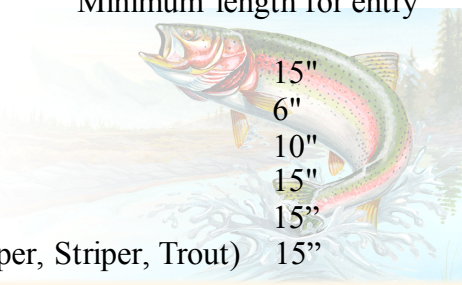 Minimum length for entry
15"
6"
10"
15"
15”
per, Striper, Trout) 15”